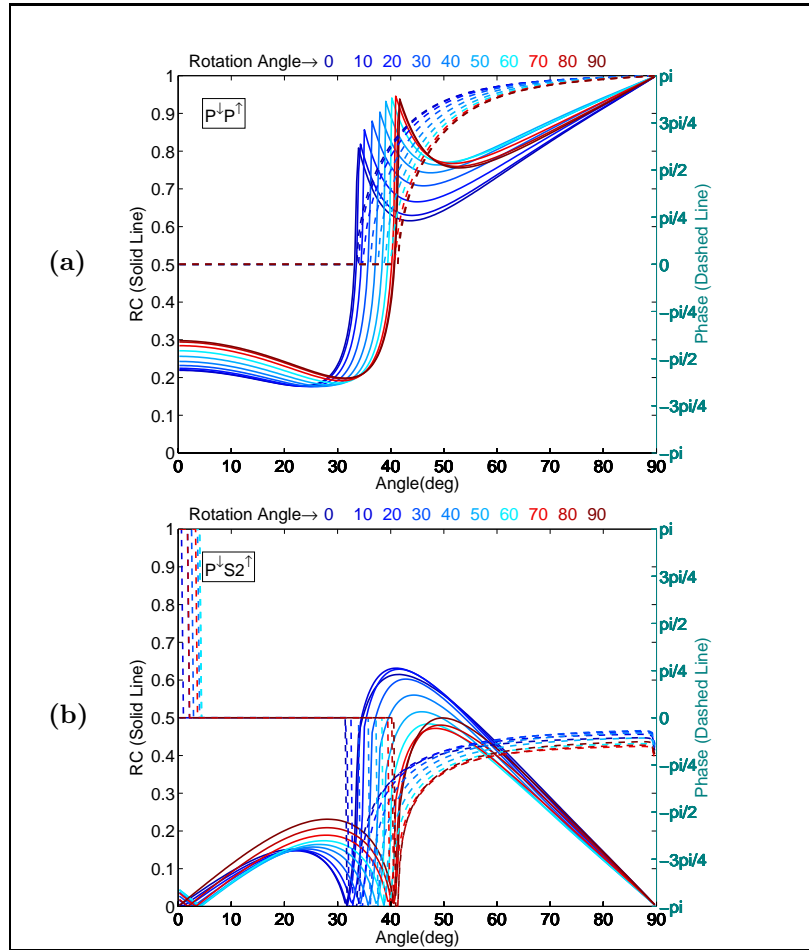 Rotation Angle→ 0 10 20 30 40 50 60 70 80 90
1
0.9
0.8
0.7
0.6
0.5
0.4
0.3
0.2
0.1
0
RC (Solid Line)
P↓P↑
(a)
pi
3pi/4
pi/2
pi/4
0
−pi/4
−pi/2
−3pi/4
−pi
Phase (Dashed Line)
0 10 20 30 40 50 60 70 80 90
Angle(deg)
Rotation Angle→ 0 10 20 30 40 50 60 70 80 90
1
0.9
0.8
0.7
0.6
0.5
0.4
0.3
0.2
0.1
0
RC (Solid Line)
P↓S2↑
(b)
pi
3pi/4
pi/2
pi/4
0
−pi/4
−pi/2
−3pi/4
−pi
Phase (Dashed Line)
0 10 20 30 40 50 60 70 80 90
Angle(deg)